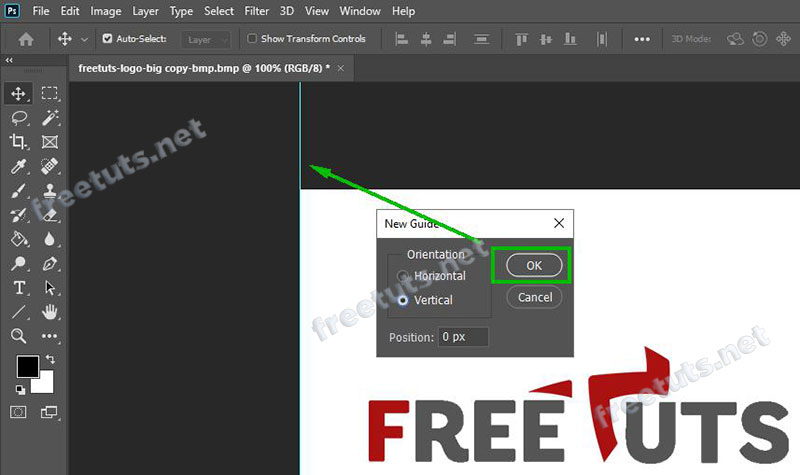 Ps File Edit Image Layer Type Select Filter 3D View Window Help
Auto-Select: Layer Show Transform Controls 3D Mode:
freetuts-logo-big copy-bmp.bmp @ 100% (RGB/8) *
freetuts.net
New Guide
Orientation
Horizontal
Vertical
OK
Cancel
Position: 0 px
freetuts.net
freetuts.net
FREE TUTS